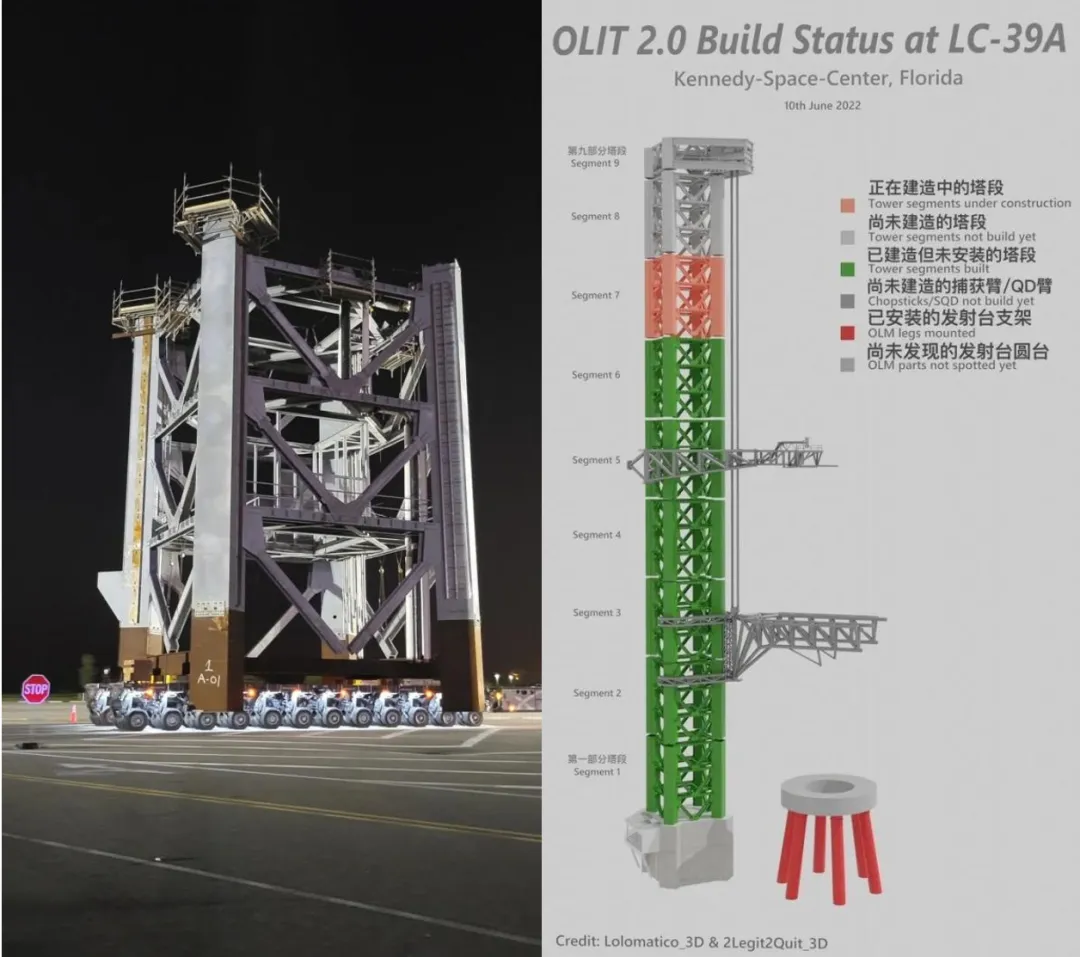 STOP
1
A-01
OLIT 2.0 Build Status at LC-39A
Kennedy-Space-Center, Florida
10th June 2022
第九部分塔段
Segment 9
Segment 8
Segment 7
Segment 6
Segment 5
Segment 4
Segment 3
Segment 2
第一部分塔段
Segment 1
正在建造中的塔段
Tower segments under construction
尚未建造的塔段
Tower segments not build yet
已建造但未安装的塔段
Tower segments built
尚未建造的捕获臂/QD臂
Chopsticks/SQD not build yet
已安装的发射台支架
OLM legs mounted
尚未发现的发射台圆台
OLM parts not spotted yet
Credit: Lolomatico_3D & 2Legit2Quit_3D